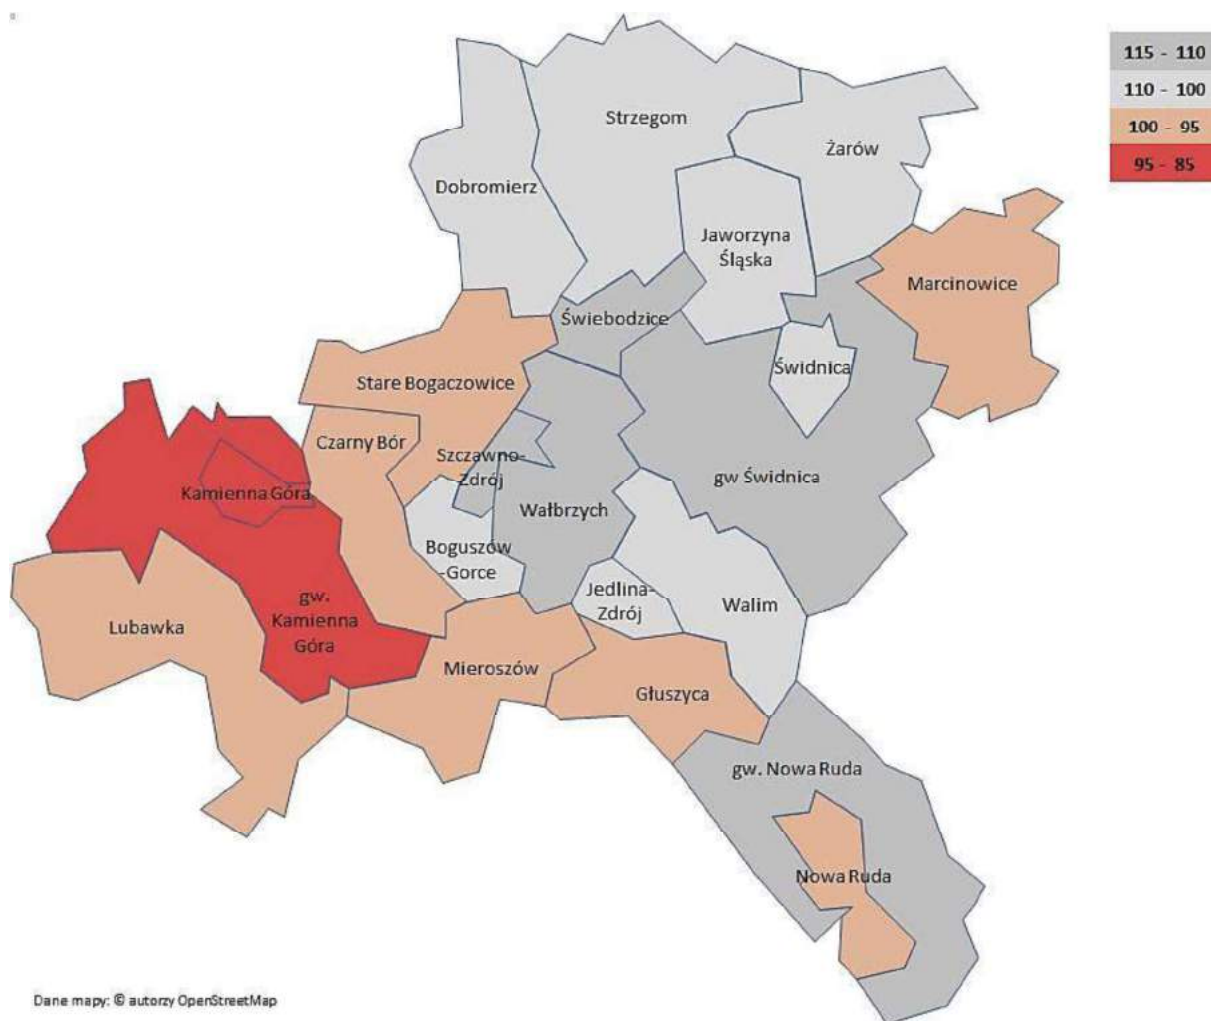 115 - 110
110 - 100
100 - 95
95 - 85
Strzegom
Żarów
Dobromierz
Jaworzyna
Śląska
Marcinowice
Świebodzice
Świdnica
Stare Bogaczowice
Czarny Bór
Szczawno-
Zdrój
gw Świdnica
Kamienna Góra
Wałbrzych
Boguszów
-Gorce
Jedlina-
Zdrój
Walim
gw.
Kamienna
Góra
Lubawka
Mieroszów
Głuszyca
gw. Nowa Ruda
Nowa Ruda
Dane mapy: © autorzy OpenStreetMap